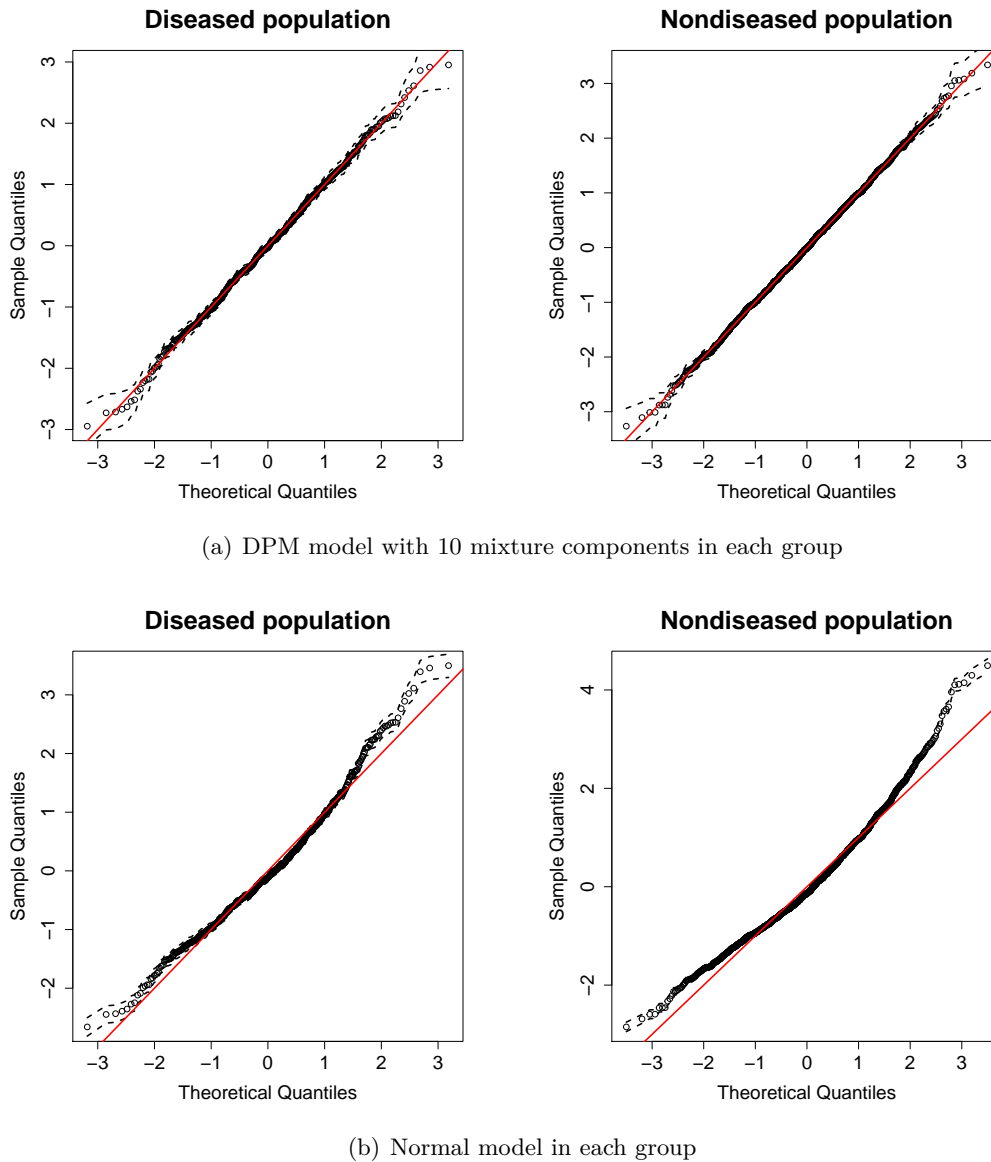 Diseased population
Nondiseased population
Sample Quantiles
3
2
1
0
−1
−2
−3
−3 −2 −1 0 1 2 3
Theoretical Quantiles
Sample Quantiles
3
2
1
0
−1
−2
−3
−3 −2 −1 0 1 2 3
Theoretical Quantiles
(a) DPM model with 10 mixture components in each group
Diseased population
Nondiseased population
Sample Quantiles
3
2
1
0
−1
−2
−3 −2 −1 0 1 2 3
Theoretical Quantiles
Sample Quantiles
4
2
0
−2
−3 −2 −1 0 1 2 3
Theoretical Quantiles
(b) Normal model in each group